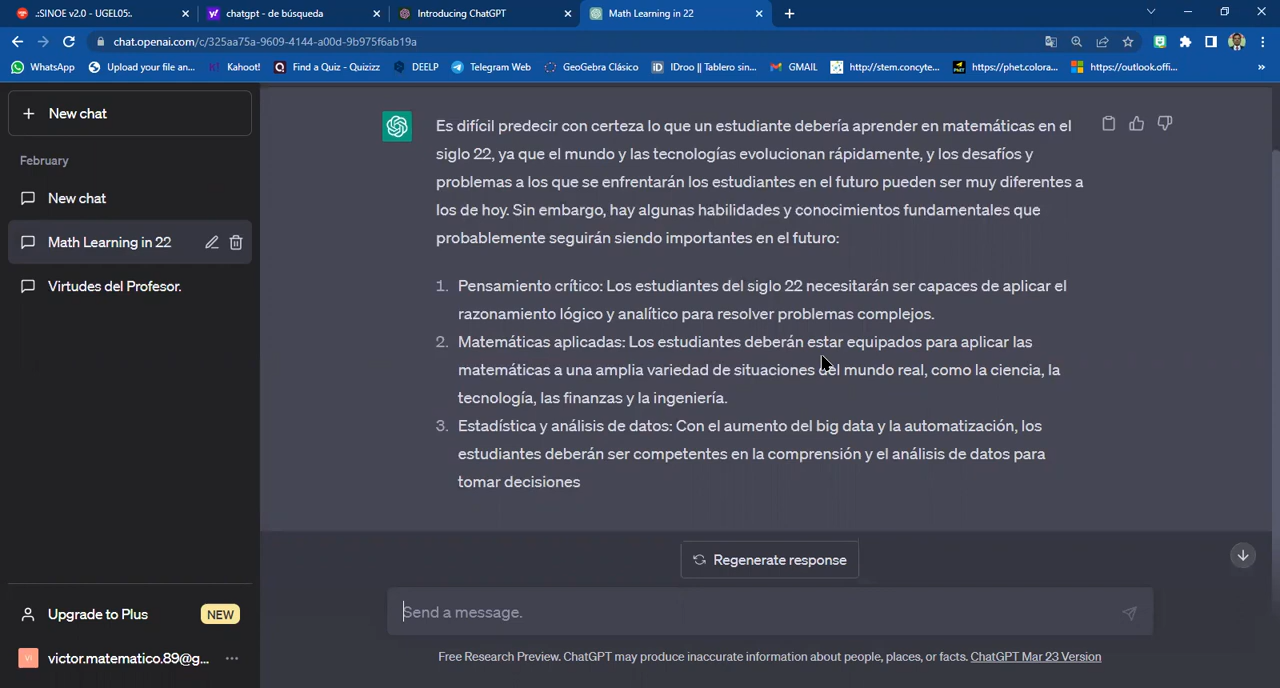 .:SINOE v2.0 - UGEL05:.
chatgpt - de búsqueda
Introducing ChatGPT
Math Learning in 22
chat.openai.com/c/325aa75a-9609-4144-a00d-9b975f6ab19a
WhatsApp
Upload your file an...
Kahoot!
Find a Quiz - Quizizz
DEELP
Telegram Web
GeoGebra Clásico
IDroo || Tablero sin...
GMAIL
http://stem.concyte...
https://phet.colora...
https://outlook.offi...
»
+ New chat
February
New chat
Math Learning in 22
Virtudes del Profesor.
Upgrade to Plus NEW
victor.matematico.89@g... ...
Es difícil predecir con certeza lo que un estudiante debería aprender en matemáticas en el
siglo 22, ya que el mundo y las tecnologías evolucionan rápidamente, y los desafíos y
problemas a los que se enfrentarán los estudiantes en el futuro pueden ser muy diferentes a
los de hoy. Sin embargo, hay algunas habilidades y conocimientos fundamentales que
probablemente seguirán siendo importantes en el futuro:
1. Pensamiento crítico: Los estudiantes del siglo 22 necesitarán ser capaces de aplicar el
razonamiento lógico y analítico para resolver problemas complejos.
2. Matemáticas aplicadas: Los estudiantes deberán estar equipados para aplicar las
matemáticas a una amplia variedad de situaciones del mundo real, como la ciencia, la
tecnología, las finanzas y la ingeniería.
3. Estadística y análisis de datos: Con el aumento del big data y la automatización, los
estudiantes deberán ser competentes en la comprensión y el análisis de datos para
tomar decisiones
Regenerate response
Send a message.
Free Research Preview. ChatGPT may produce inaccurate information about people, places, or facts. ChatGPT Mar 23 Version